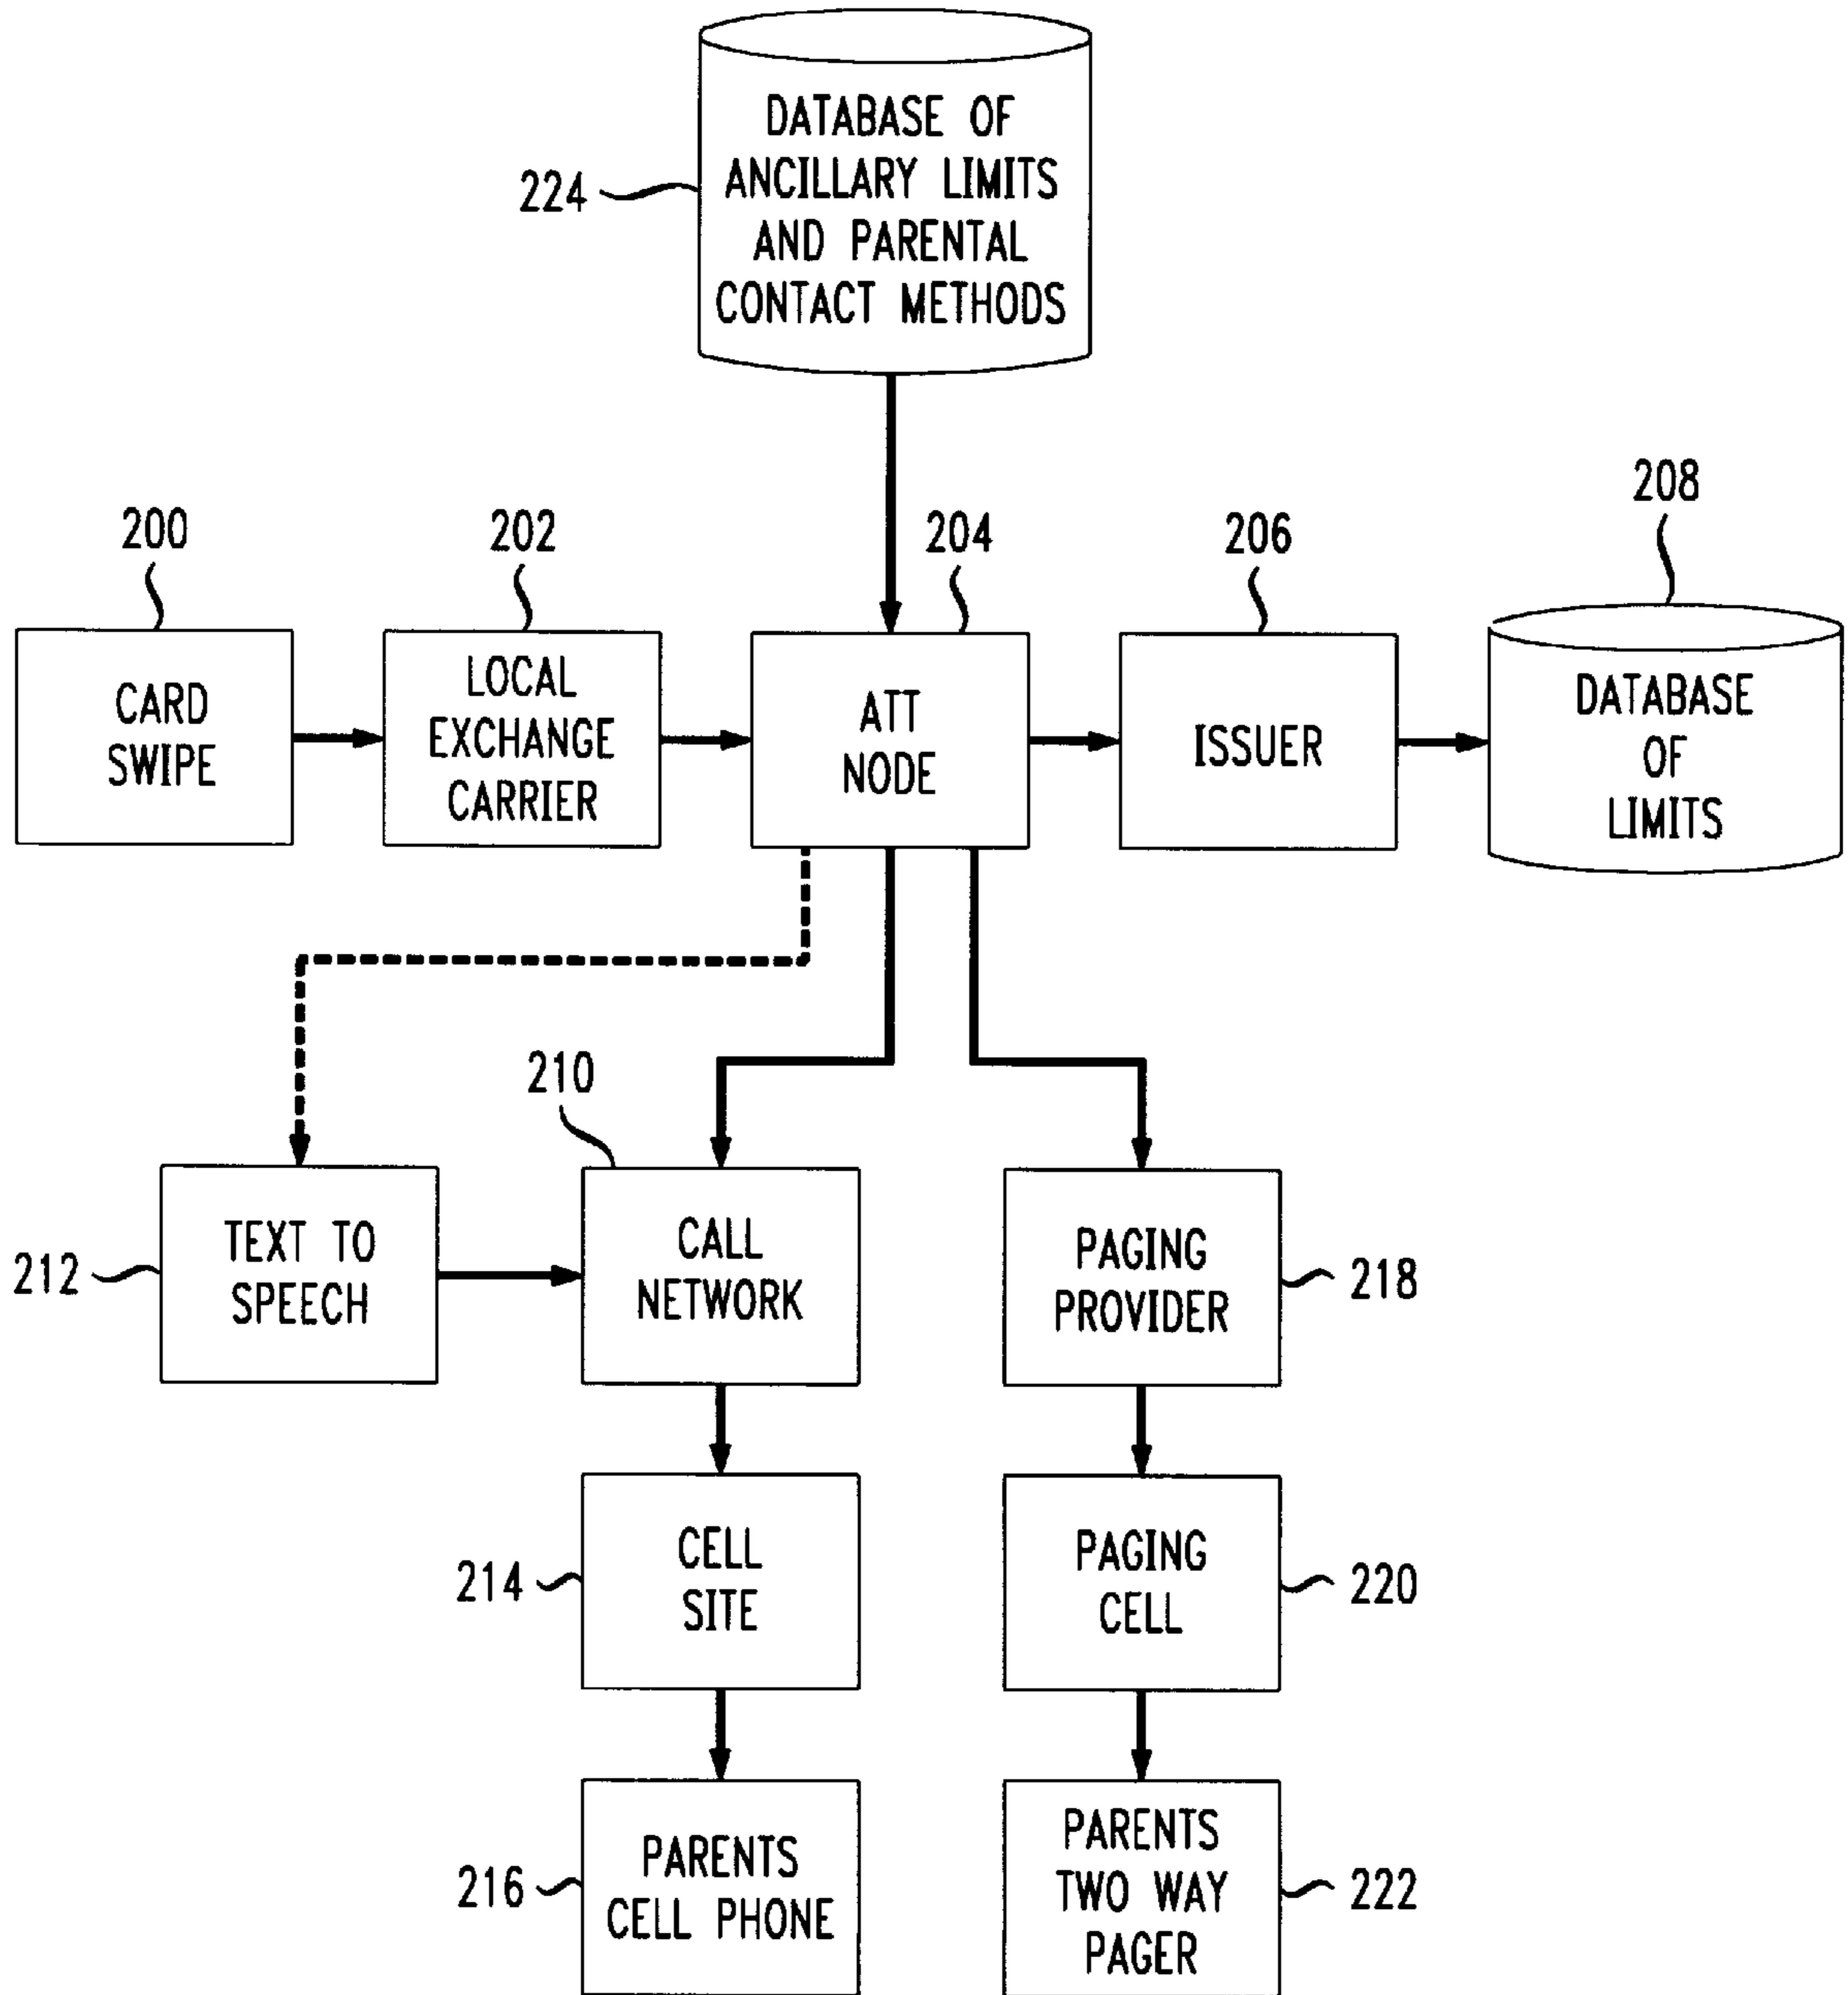 DATABASE OF
ANCILLARY LIMITS
AND PARENTAL
CONTACT METHODS
224
200
202
204
206
208
CARD
SWIPE
LOCAL
EXCHANGE
CARRIER
ATT
NODE
ISSUER
DATABASE
OF
LIMITS
210
212
TEXT TO
SPEECH
CALL
NETWORK
PAGING
PROVIDER
218
214
CELL
SITE
PAGING
CELL
220
216
PARENTS
CELL PHONE
PARENTS
TWO WAY
PAGER
222